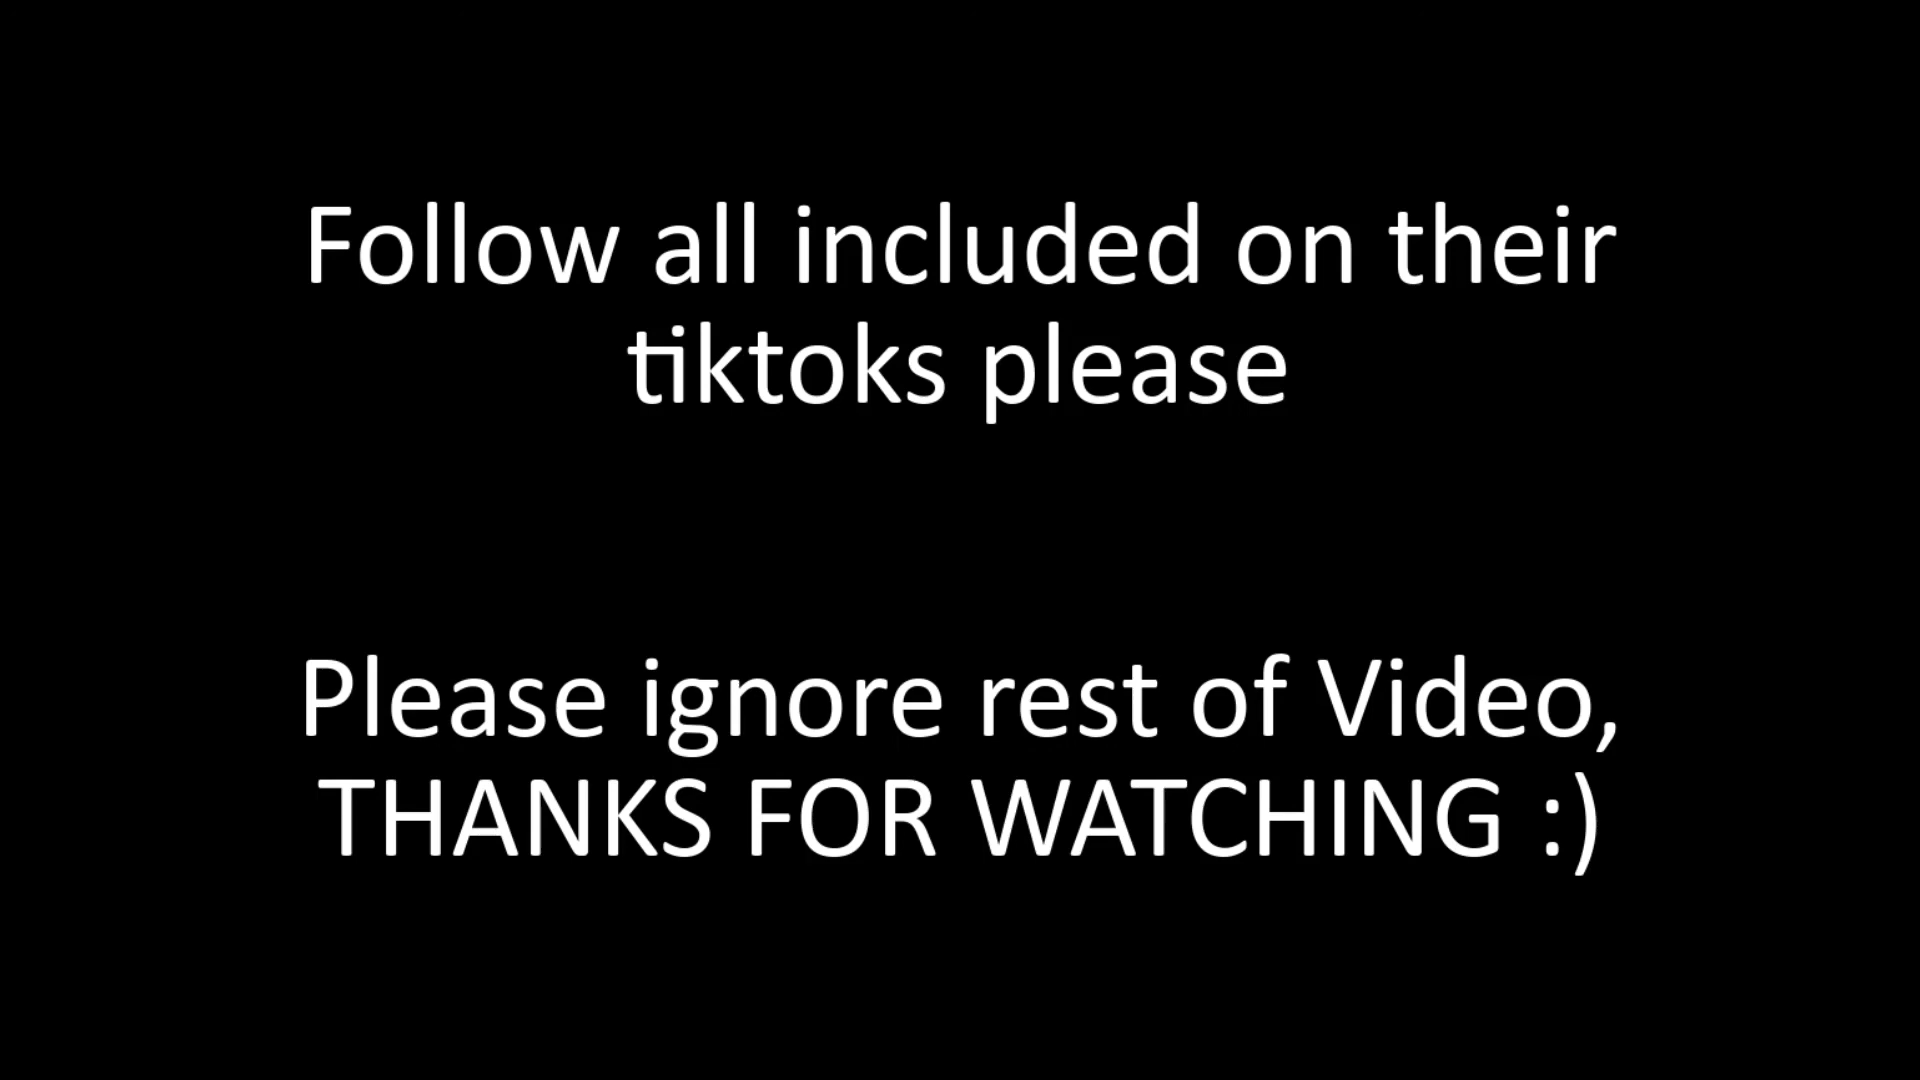 Follow all included on their
tiktoks please
Please ignore rest of Video,
THANKS FOR WATCHING :)